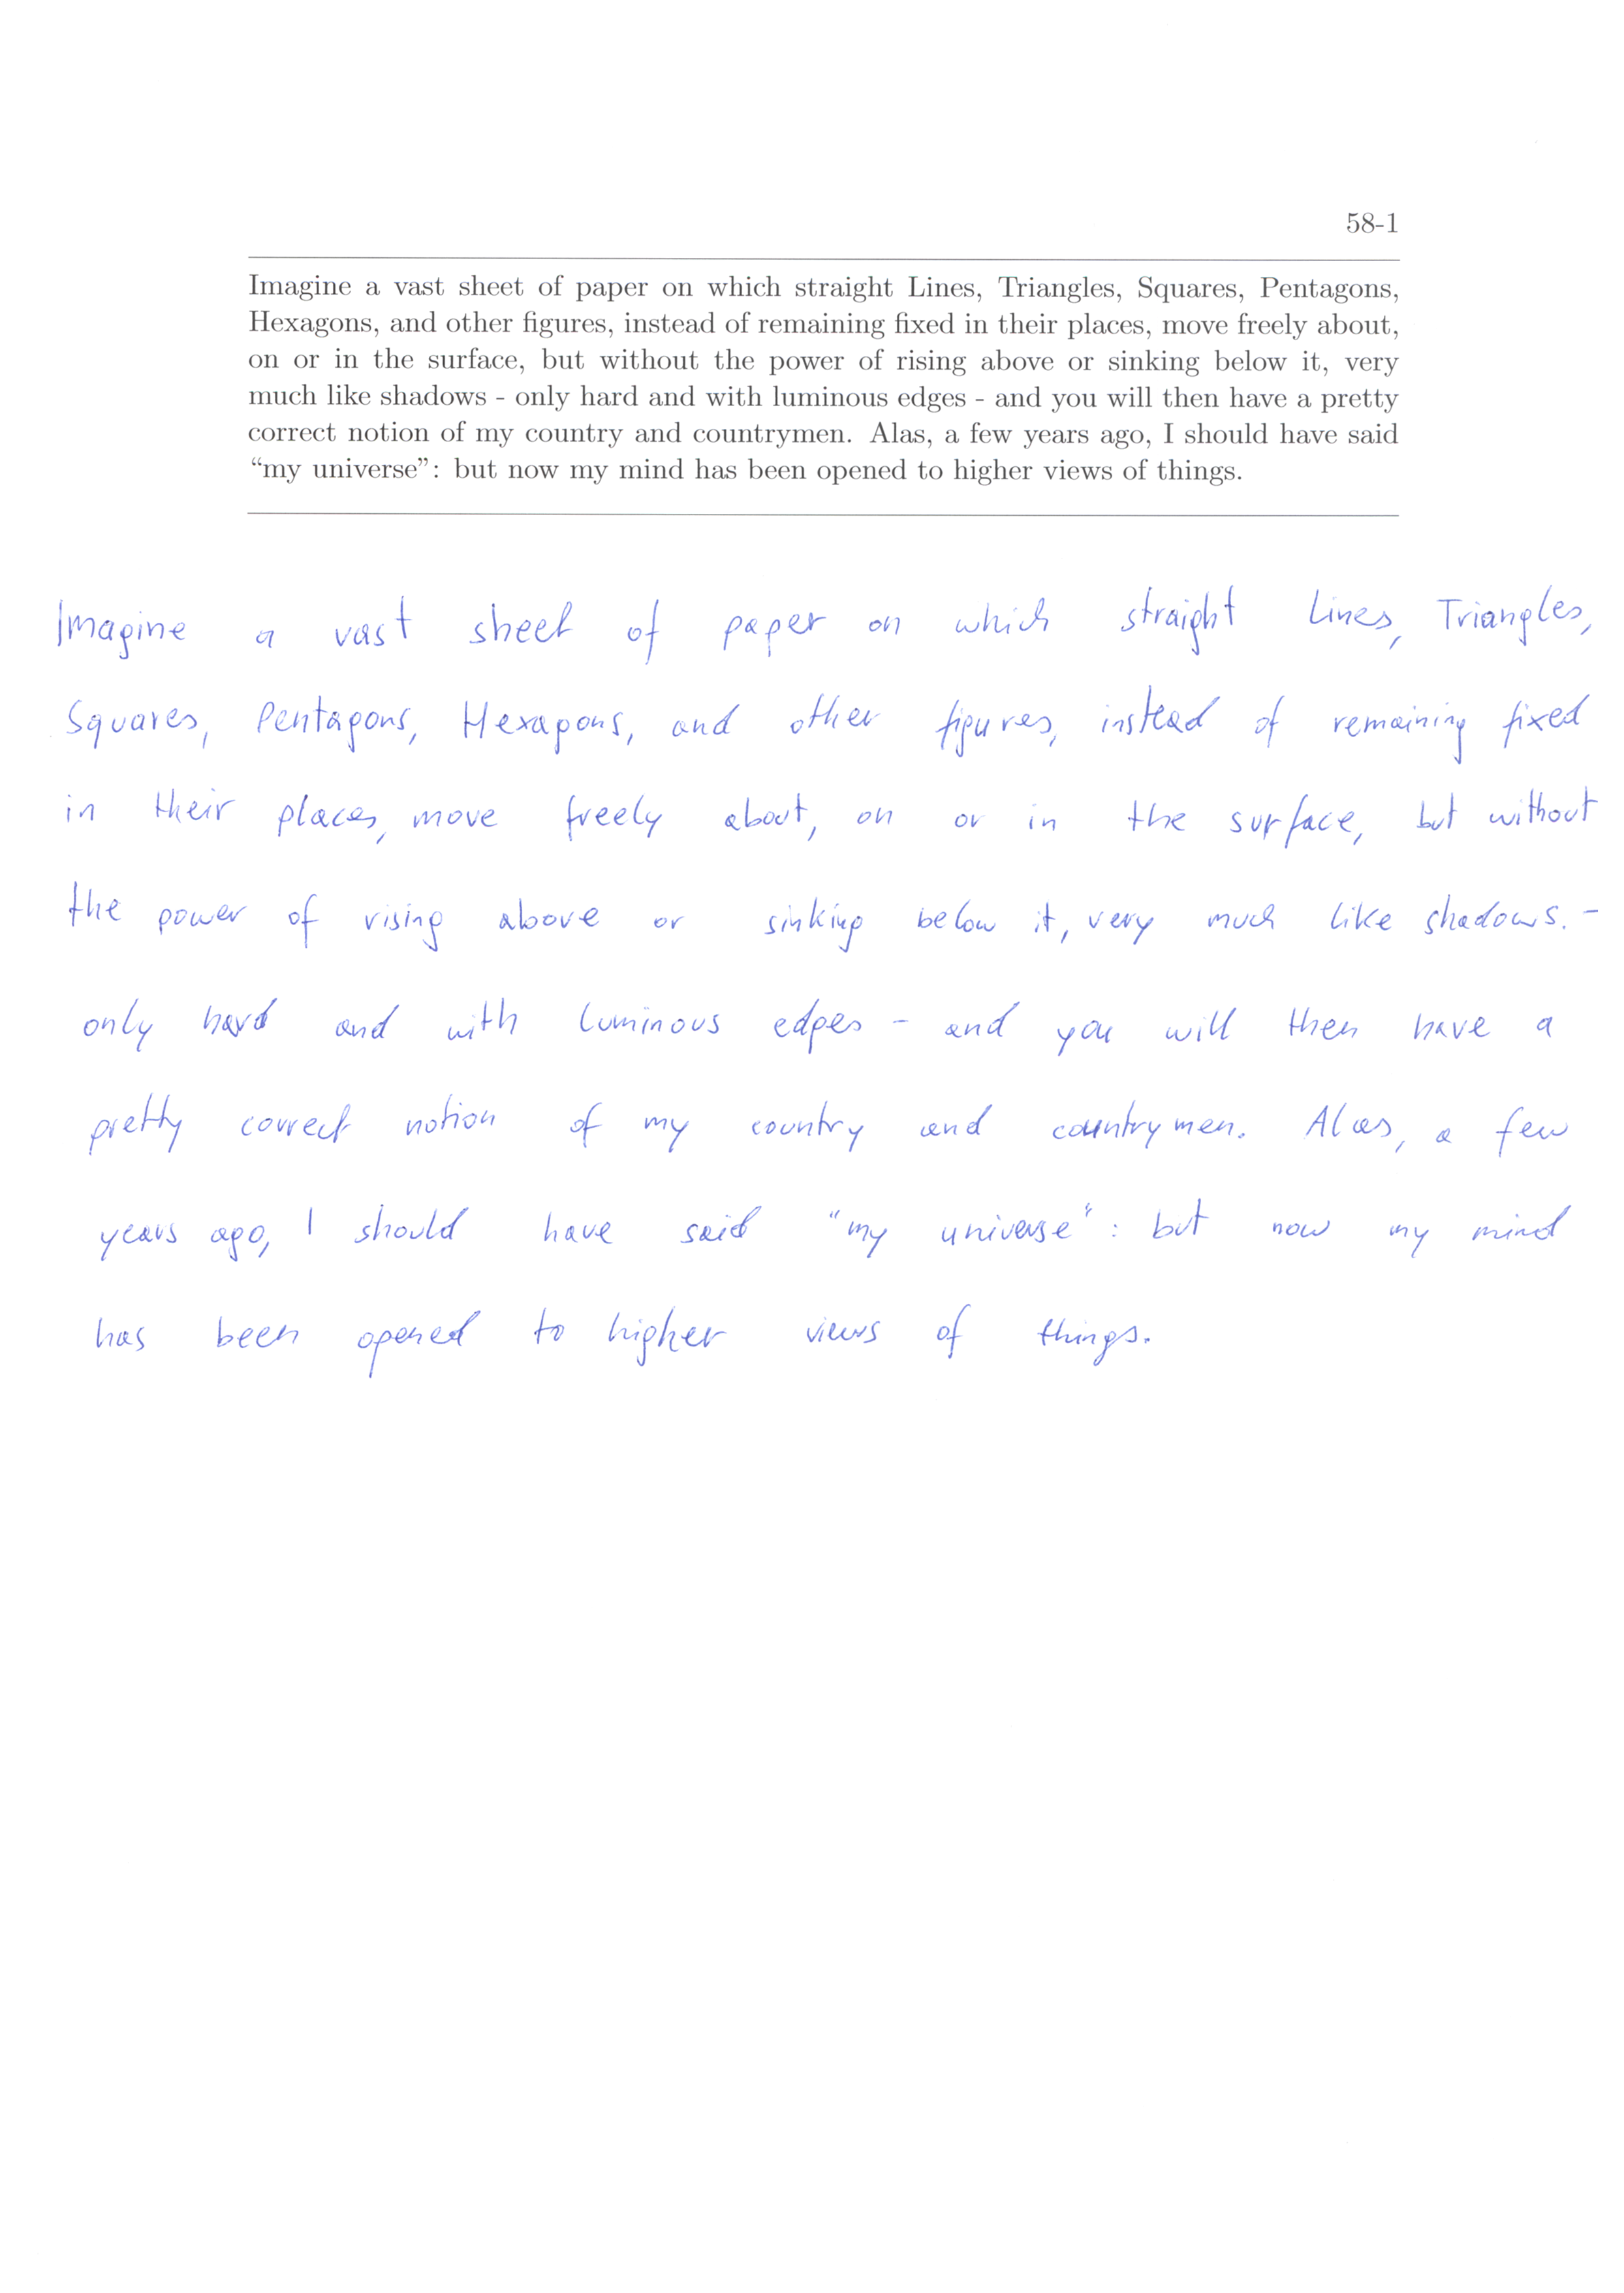 58-1
Imagine a vast sheet of paper on which straight Lines, Triangles, Squares, Pentagons,
Hexagons, and other figures, instead of remaining fixed in their places, move freely about,
on or in the surface, but without the power of rising above or sinking below it, very
much like shadows - only hard and with luminous edges - and you will then have a pretty
correct notion of my country and countrymen. Alas, a few years ago, I should have said
“my universe”: but now my mind has been opened to higher views of things.
Imagine a vast sheet of paper on which straight Lines, Triangles,
Squares, Pentagons, Hexagons, and other figures, instead of remaining fixed
in their places, move freely about, on or in the surface, but without
the power of rising above or sinking below it, very much like shadows. -
only hard and with luminous edges - and you will then have a
pretty correct notion of my country and countrymen. Alas, a few
years ago, I should have said "my universe": but now my mind
has been opened to higher views of things.